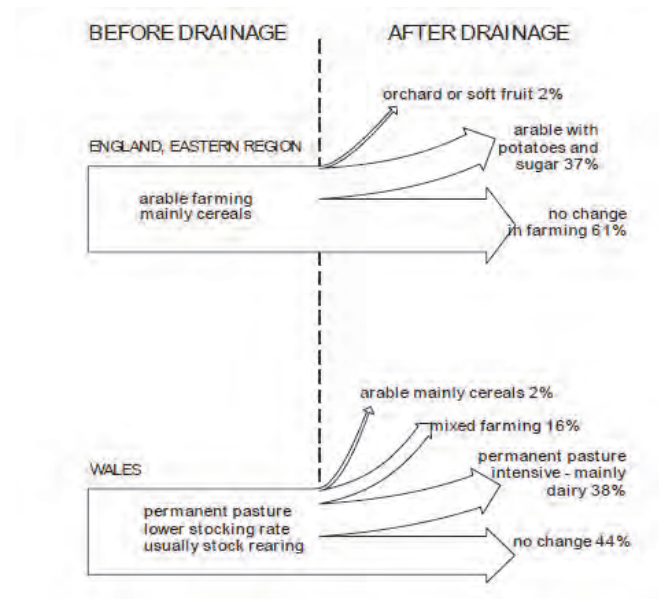 BEFORE DRAINAGE
AFTER DRAINAGE
orchard or soft fruit 2%
ENGLAND, EASTERN REGION
arable with
potatoes and
sugar 37%
arable farming
mainly cereals
no change
in farming 61%
arable mainly cereals 2%
mixed farming 16%
WALES
permanent pasture
intensive - mainly
dairy 38%
permanent pasture
lower stocking rate
usually stock rearing
no change 44%